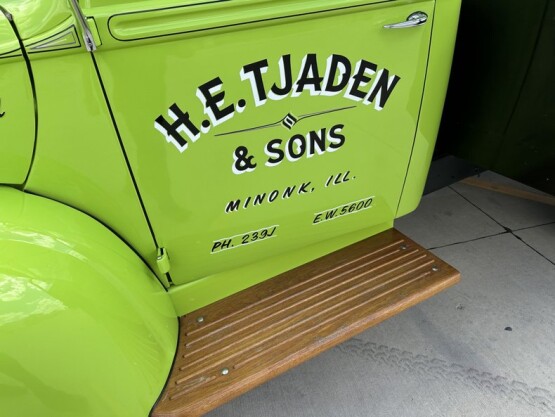 H.E. TJADEN
& SONS
MINONK, ILL.
PH. 239J E.W. 5600